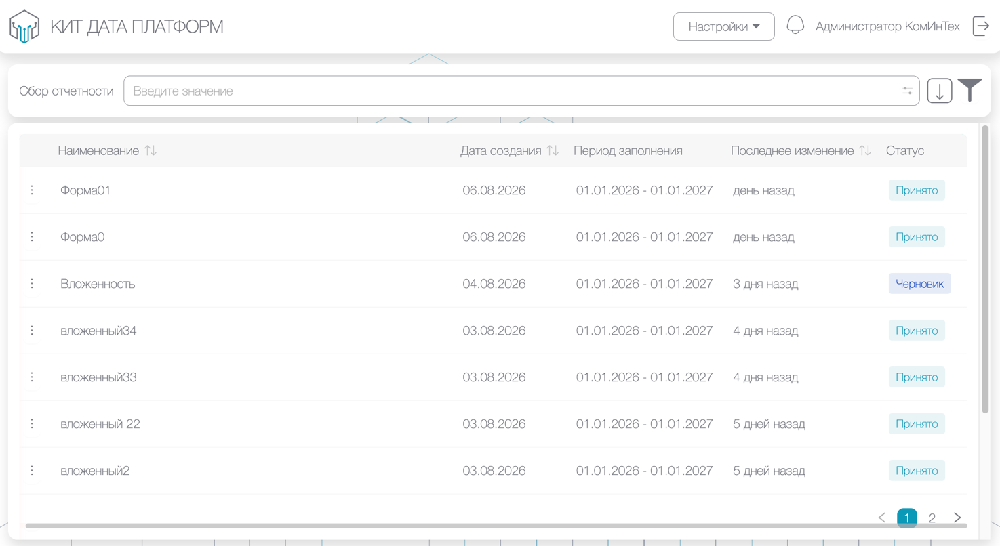 КИТ ДАТА ПЛАТФОРМ Настройки Администратор КомИнТех
Сбор отчетности Введите значение
Наименование Дата создания Период заполнения Последнее изменение Статус
Форма01 06.08.2026 01.01.2026 - 01.01.2027 день назад Принято
Форма0 06.08.2026 01.01.2026 - 01.01.2027 день назад Принято
Вложенность 04.08.2026 01.01.2026 - 01.01.2027 3 дня назад Черновик
вложенный34 03.08.2026 01.01.2026 - 01.01.2027 4 дня назад Принято
вложенный33 03.08.2026 01.01.2026 - 01.01.2027 4 дня назад Принято
вложенный 22 03.08.2026 01.01.2026 - 01.01.2027 5 дней назад Принято
вложенный2 03.08.2026 01.01.2026 - 01.01.2027 5 дней назад Принято
1 2